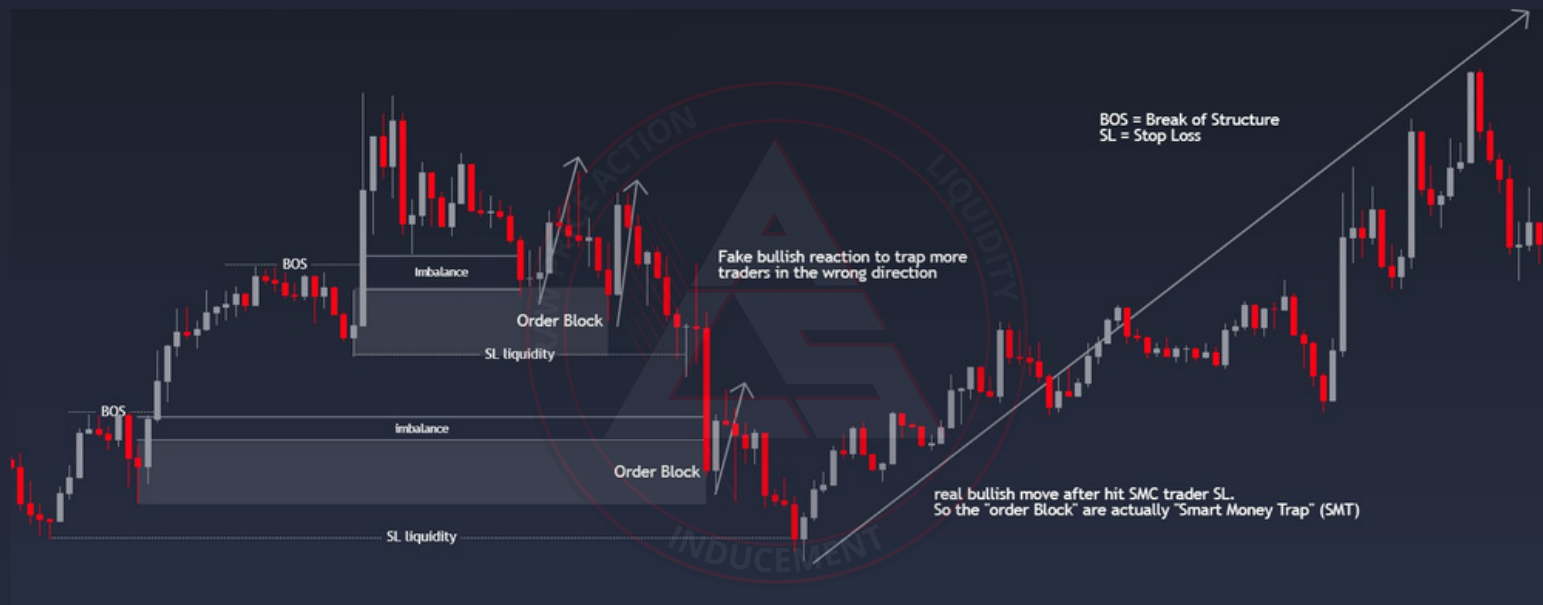 BOS = Break of Structure
SL = Stop Loss
BOS
Imbalance
Fake bullish reaction to trap more
traders in the wrong direction
Order Block
SL liquidity
BOS
imbalance
Order Block
real bullish move after hit SMC trader SL.
So the "order Block" are actually "Smart Money Trap" (SMT)
SL liquidity
PRICE ACTION
LIQUIDITY
INDUCEMENT